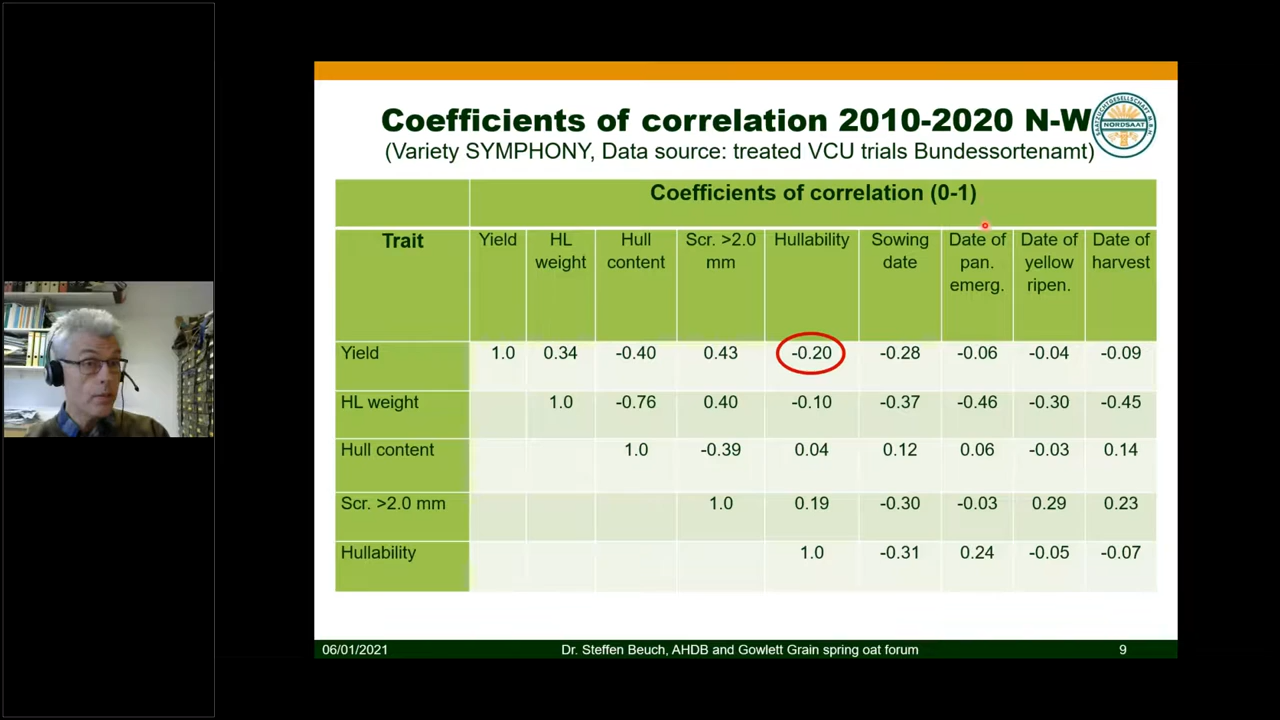 Coefficients of correlation 2010-2020 N-W
(Variety SYMPHONY, Data source: treated VCU trials Bundessortenamt)
NORDSAAT
Coefficients of correlation (0-1)
Trait Yield HL weight Hull content Scr. >2.0 mm Hullability Sowing date Date of pan. emerg. Date of yellow ripen. Date of harvest
Yield 1.0 0.34 -0.40 0.43 -0.20 -0.28 -0.06 -0.04 -0.09
HL weight 1.0 -0.76 0.40 -0.10 -0.37 -0.46 -0.30 -0.45
Hull content 1.0 -0.39 0.04 0.12 0.06 -0.03 0.14
Scr. >2.0 mm 1.0 0.19 -0.30 -0.03 0.29 0.23
Hullability 1.0 -0.31 0.24 -0.05 -0.07
06/01/2021 Dr. Steffen Beuch, AHDB and Gowlett Grain spring oat forum 9